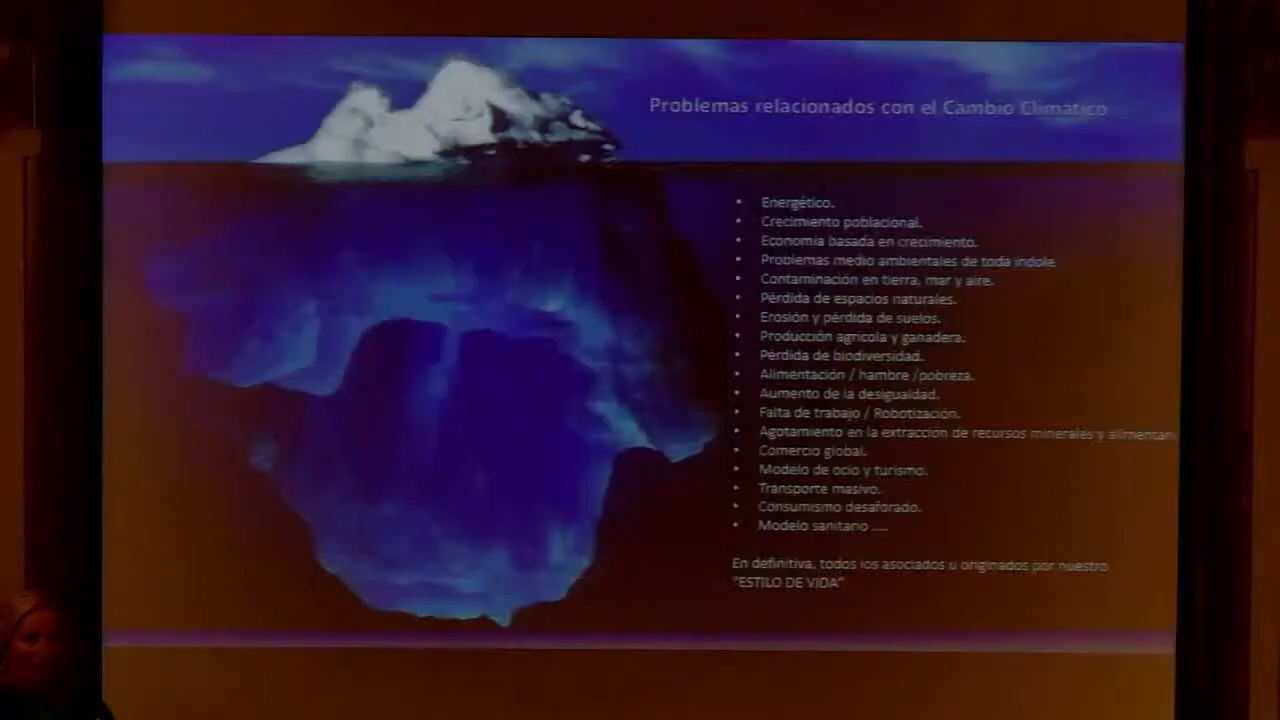 Problemas relacionados con el Cambio Climático
• Energético.
• Crecimiento poblacional.
• Economía basada en crecimiento.
• Problemas medio ambientales de toda índole
• Contaminación en tierra, mar y aire.
• Pérdida de espacios naturales.
• Erosión y pérdida de suelos.
• Producción agrícola y ganadera.
• Pérdida de biodiversidad.
• Alimentación / hambre /pobreza.
• Aumento de la desigualdad.
• Falta de trabajo / Robotización.
• Agotamiento en la extracción de recursos minerales y alimentari
• Comercio global.
• Modelo de ocio y turismo.
• Transporte masivo.
• Consumismo desaforado.
• Modelo sanitario ....
En definitiva, todos los asociados u originados por nuestro
"ESTILO DE VIDA"